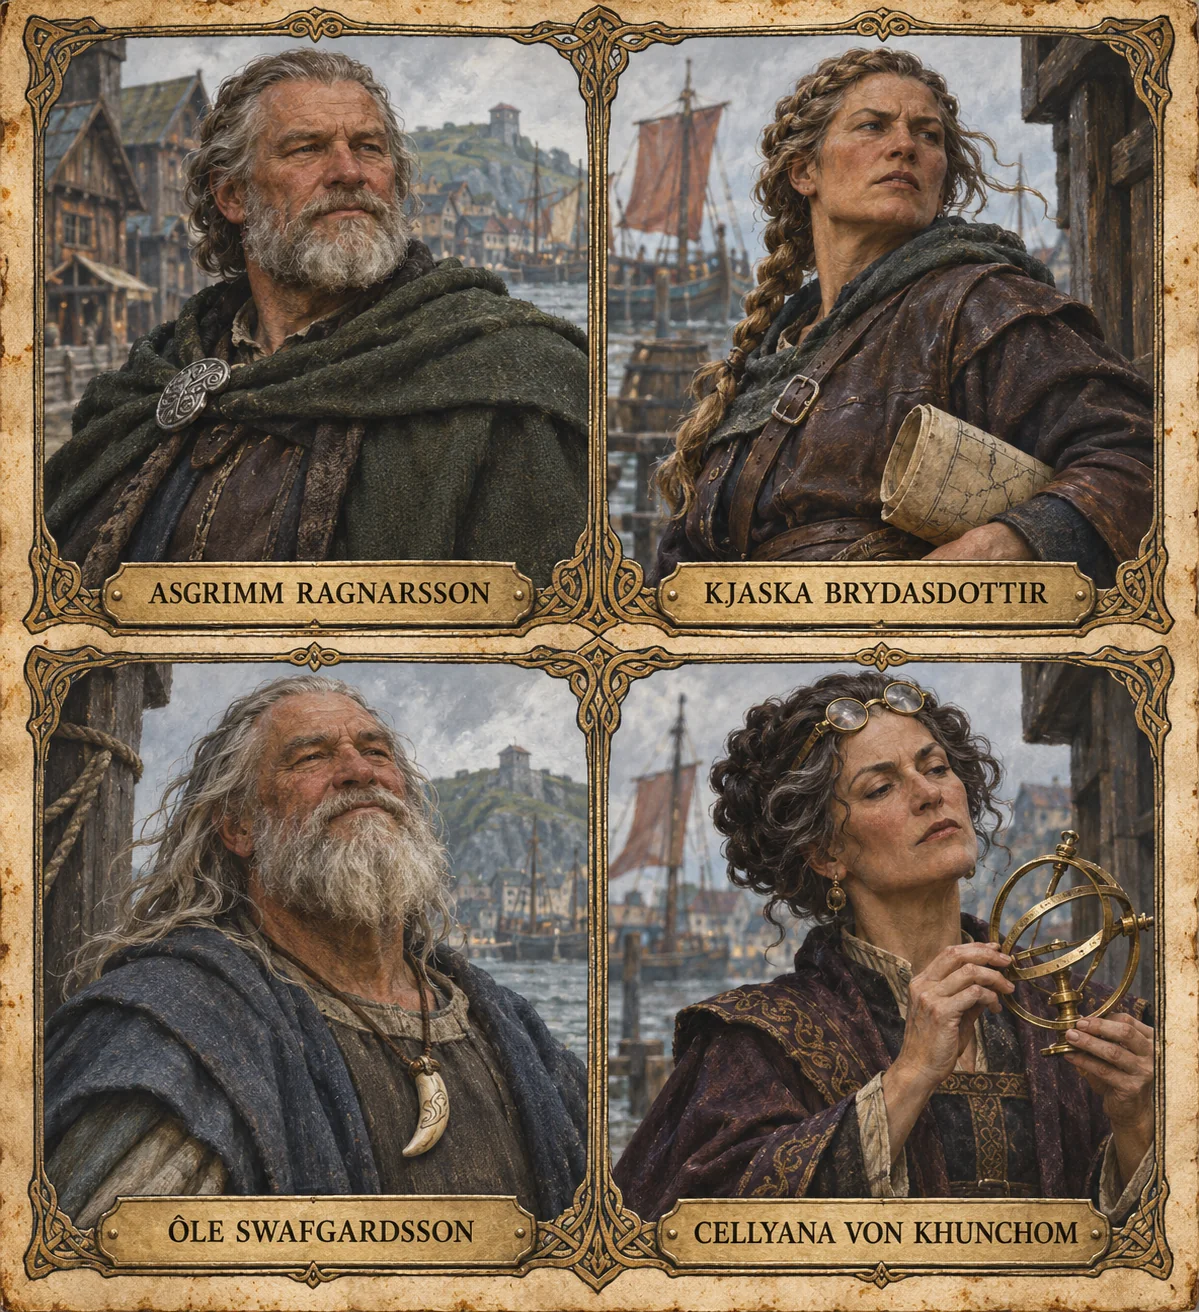 ASGRIMM RAGNARSSON
KJASKA BRYDASDOTTIR
ÔLE SWAFGARDSSON
CELLYANA VON KHUNCHOM